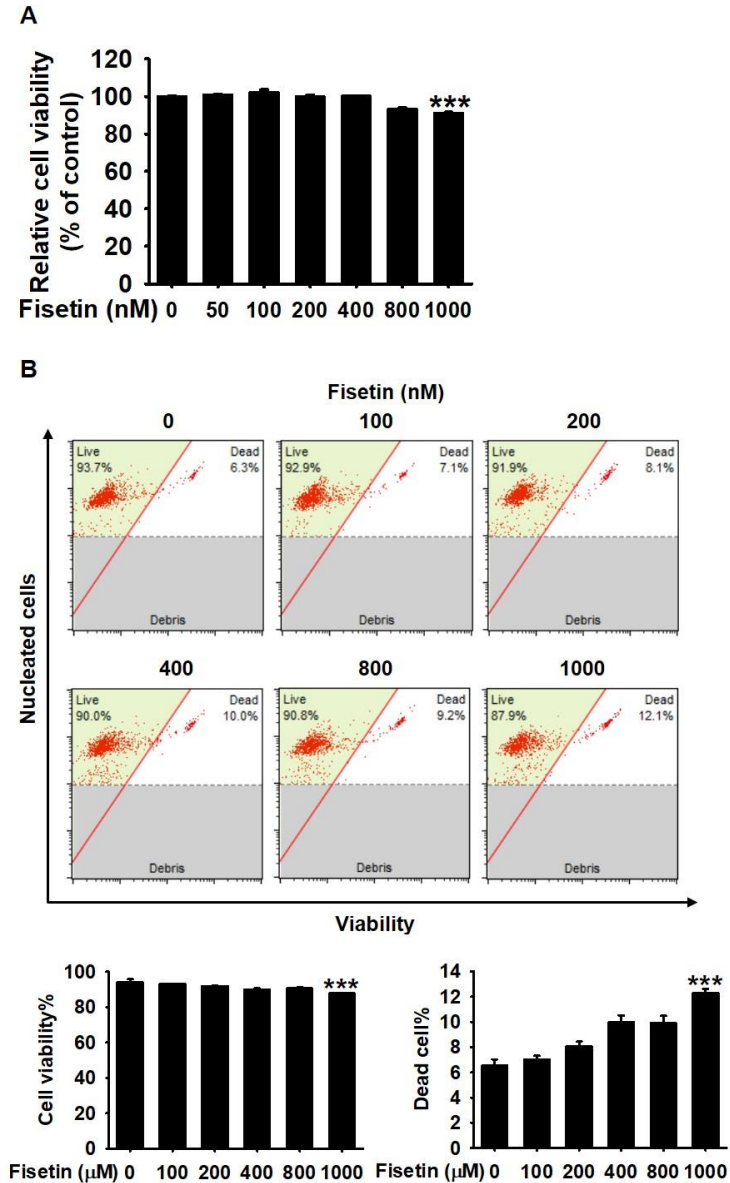 A
Relative cell viability
(% of control)
120
100
80
60
40
20
0
***
Fisetin (nM) 0 50 100 200 400 800 1000
B
Fisetin (nM)
0 100 200
Live Dead Live Dead Live Dead
93.7% 6.3% 92.9% 7.1% 91.9% 8.1%
Debris Debris Debris
Nucleated cells
400 800 1000
Live Dead Live Dead Live Dead
90.0% 10.0% 90.8% 9.2% 87.9% 12.1%
Debris Debris Debris
Viability
Cell viability%
100
80
60
40
20
0
***
Fisetin (μM) 0 100 200 400 800 1000
Dead cell%
14
12
10
8
6
4
2
0
***
Fisetin (μM) 0 100 200 400 800 1000